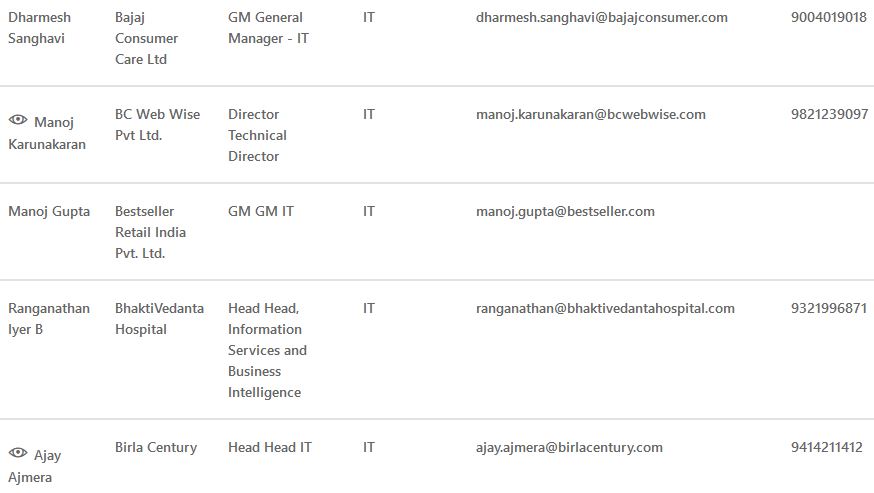 Dharmesh Sanghavi Bajaj Consumer Care Ltd GM General Manager - IT IT dharmesh.sanghavi@bajajconsumer.com 9004019018
Manoj Karunakaran BC Web Wise Pvt Ltd. Director Technical Director IT manoj.karunakaran@bcwebwise.com 9821239097
Manoj Gupta Bestseller Retail India Pvt. Ltd. GM GM IT IT manoj.gupta@bestseller.com
Ranganathan Iyer B BhaktiVedanta Hospital Head Head, Information Services and Business Intelligence IT ranganathan@bhaktivedantahospital.com 9321996871
Ajay Ajmera Birla Century Head Head IT IT ajay.ajmera@birlacentury.com 9414211412